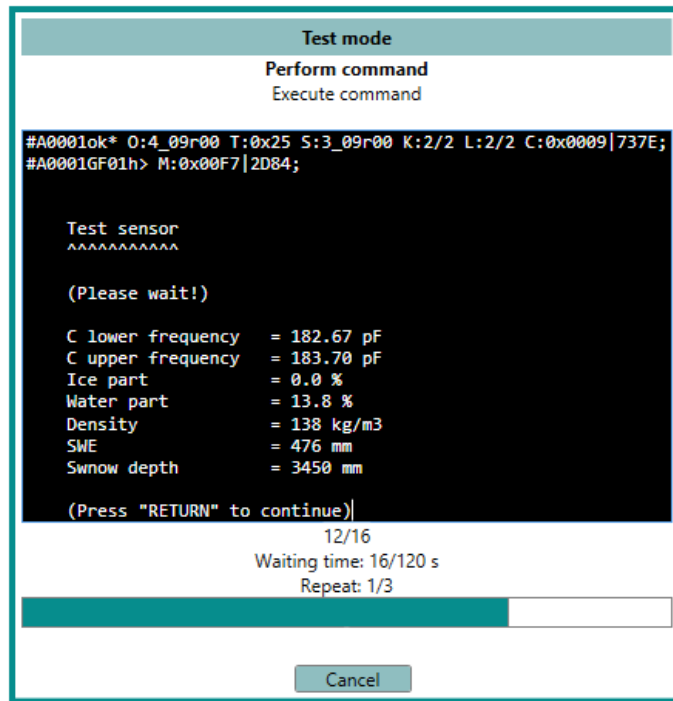 Test mode
Perform command
Execute command
#A0001ok* O:4_09r00 T:0x25 S:3_09r00 K:2/2 L:2/2 C:0x0009|737E;
#A0001GF01h> M:0x00F7|2D84;
Test sensor
^^^^^^^^^^^
(Please wait!)
C lower frequency = 182.67 pF
C upper frequency = 183.70 pF
Ice part = 0.0 %
Water part = 13.8 %
Density = 138 kg/m3
SWE = 476 mm
Swnow depth = 3450 mm
(Press "RETURN" to continue)
12/16
Waiting time: 16/120 s
Repeat: 1/3
Cancel